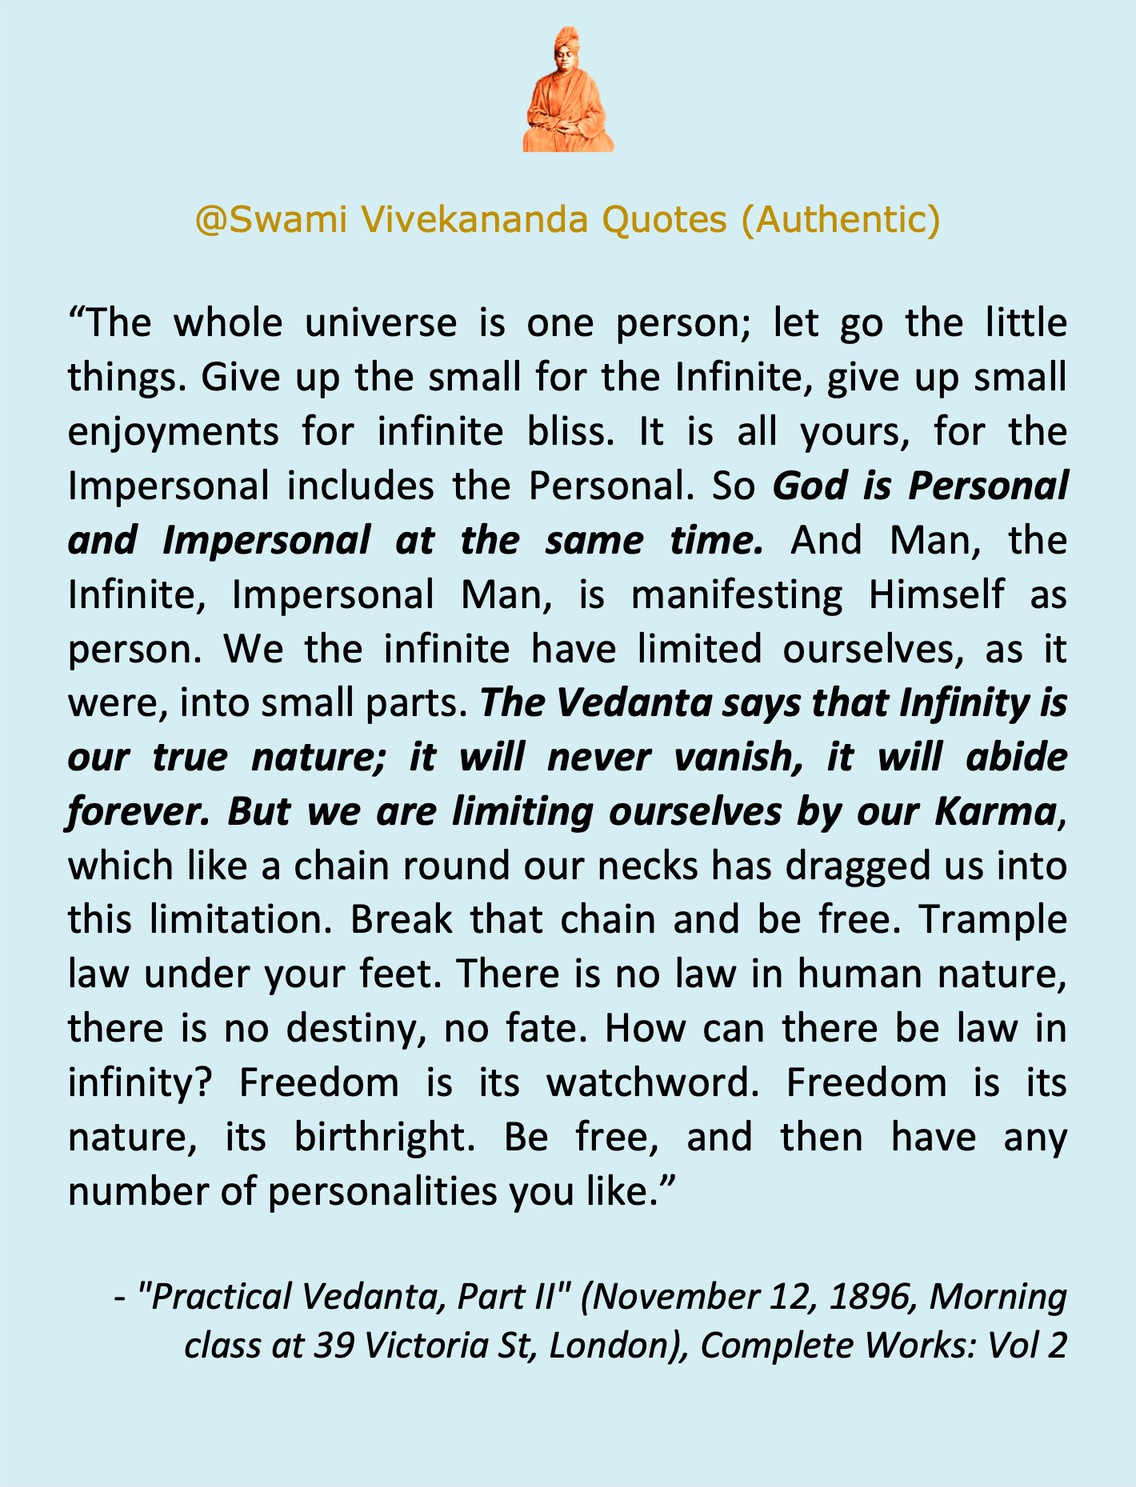 @Swami Vivekananda Quotes (Authentic)
“The whole universe is one person; let go the little
things. Give up the small for the Infinite, give up small
enjoyments for infinite bliss. It is all yours, for the
Impersonal includes the Personal. So God is Personal
and Impersonal at the same time. And Man, the
Infinite, Impersonal Man, is manifesting Himself as
person. We the infinite have limited ourselves, as it
were, into small parts. The Vedanta says that Infinity is
our true nature; it will never vanish, it will abide
forever. But we are limiting ourselves by our Karma,
which like a chain round our necks has dragged us into
this limitation. Break that chain and be free. Trample
law under your feet. There is no law in human nature,
there is no destiny, no fate. How can there be law in
infinity? Freedom is its watchword. Freedom is its
nature, its birthright. Be free, and then have any
number of personalities you like.”
- "Practical Vedanta, Part II" (November 12, 1896, Morning
class at 39 Victoria St, London), Complete Works: Vol 2